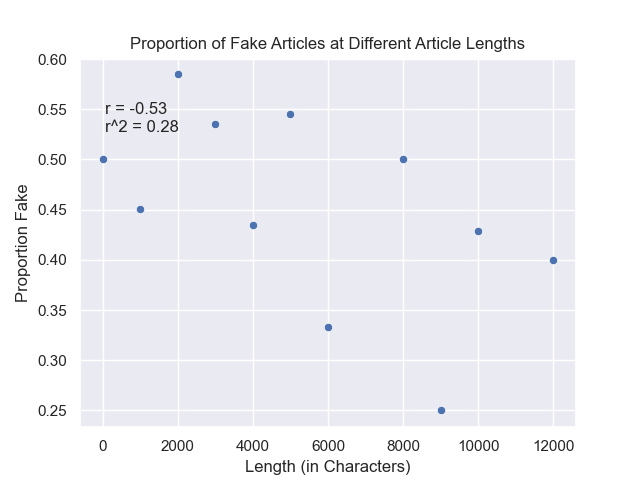 Proportion of Fake Articles at Different Article Lengths
0.60
0.55
r = -0.53
r^2 = 0.28
0.50
0.45
0.40
0.35
0.30
0.25
Proportion Fake
0 2000 4000 6000 8000 10000 12000
Length (in Characters)